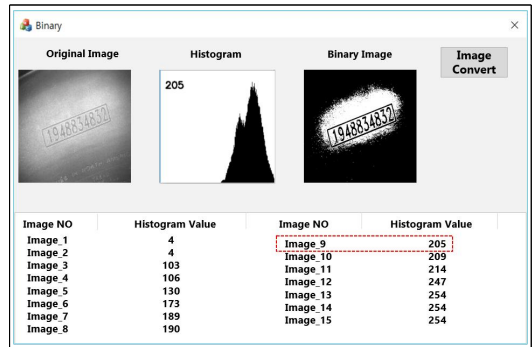 Binary
Original Image
Histogram
Binary Image
Image Convert
205
1948834832
1948834832
Image NO Histogram Value Image NO Histogram Value
Image_1 4 Image_9 205
Image_2 4 Image_10 209
Image_3 103 Image_11 214
Image_4 106 Image_12 247
Image_5 130 Image_13 254
Image_6 173 Image_14 254
Image_7 189 Image_15 254
Image_8 190